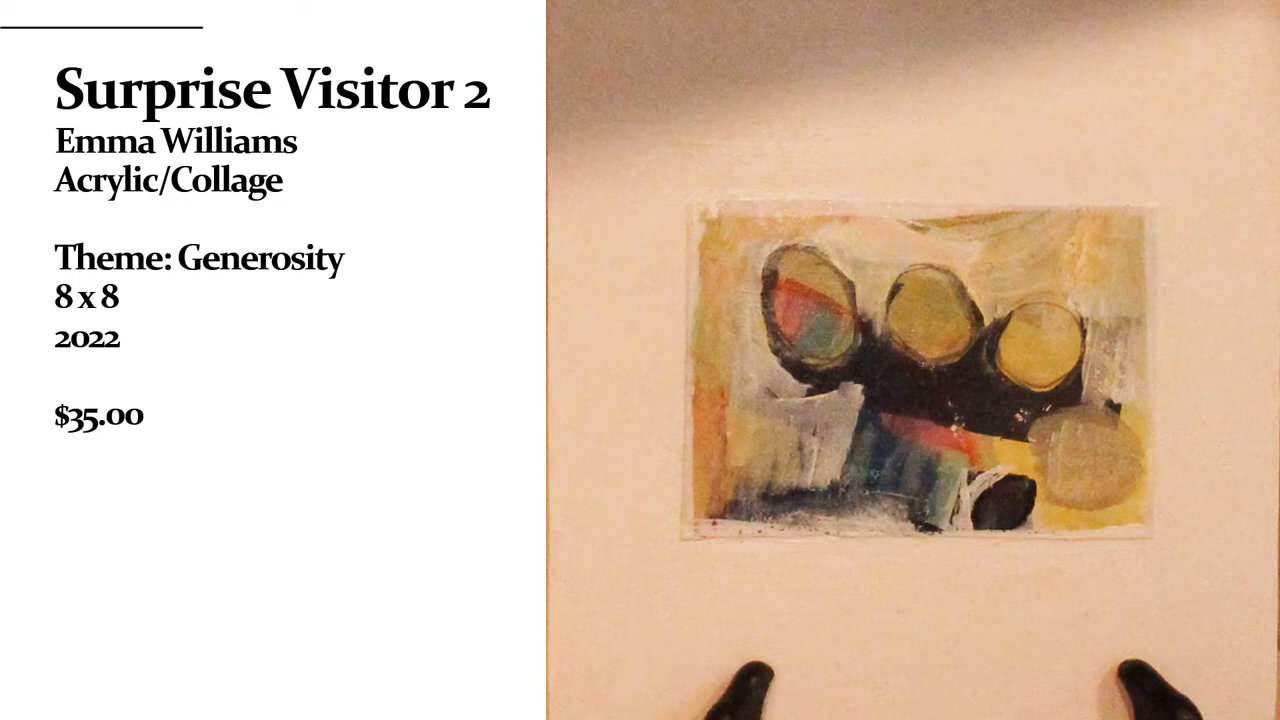 Surprise Visitor 2
Emma Williams
Acrylic/Collage
Theme: Generosity
8 x 8
2022
$35.00